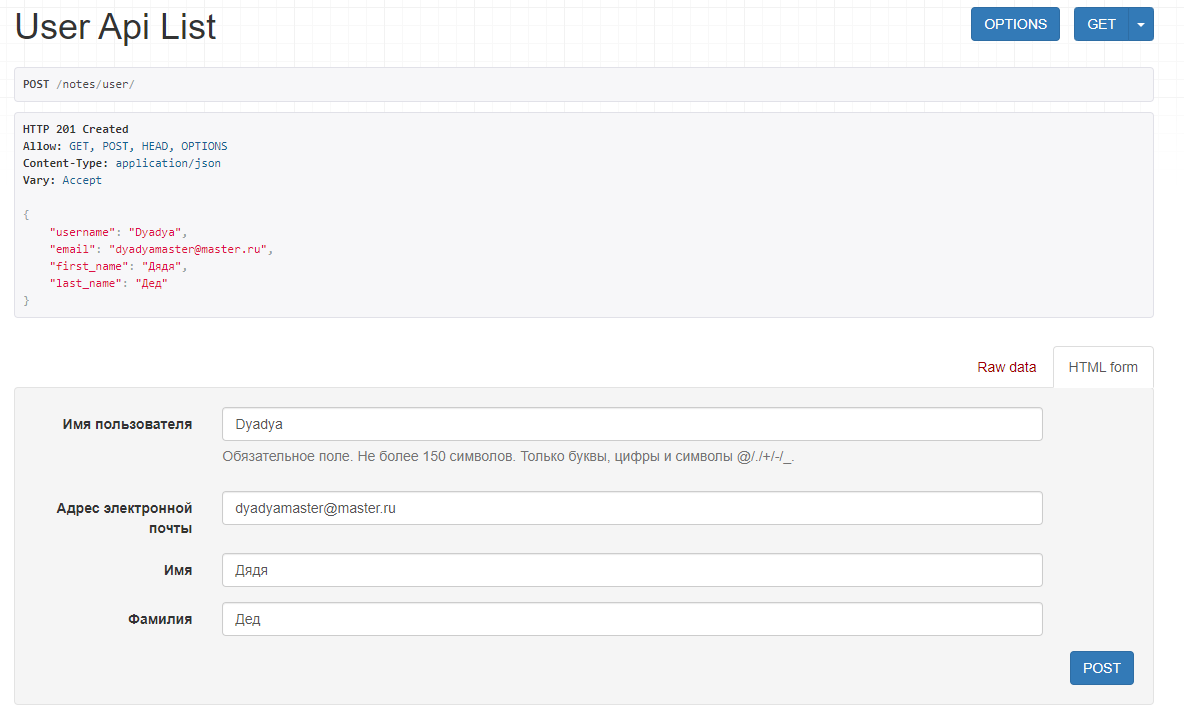 User Api List
OPTIONS
GET
POST /notes/user/
HTTP 201 Created
Allow: GET, POST, HEAD, OPTIONS
Content-Type: application/json
Vary: Accept
{
"username": "Dyadya",
"email": "dyadyamaster@master.ru",
"first_name": "Дядя",
"last_name": "Дед"
}
Raw data
HTML form
Имя пользователя
Dyadya
Обязательное поле. Не более 150 символов. Только буквы, цифры и символы @/./+/-/_.
Адрес электронной
почты
dyadyamaster@master.ru
Имя
Дядя
Фамилия
Дед
POST